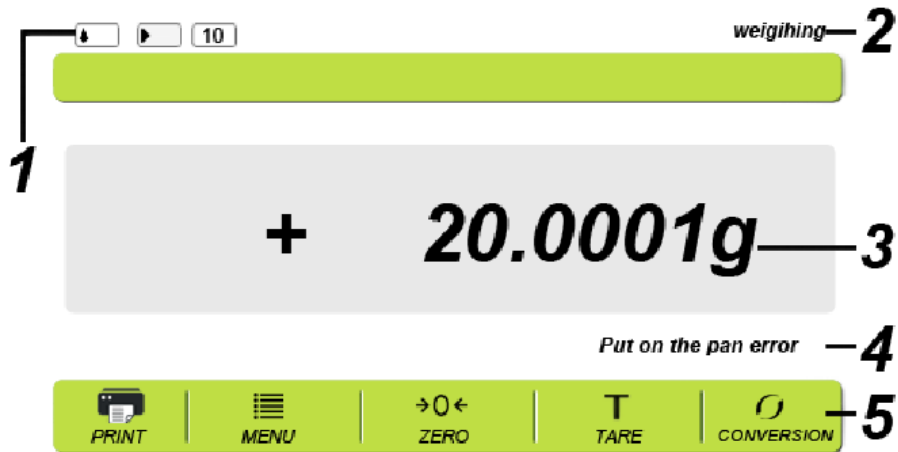 10
weigihing 2
1
+ 20.0001g 3
Put on the pan error 4
PRINT MENU →0← ZERO T TARE CONVERSION 5